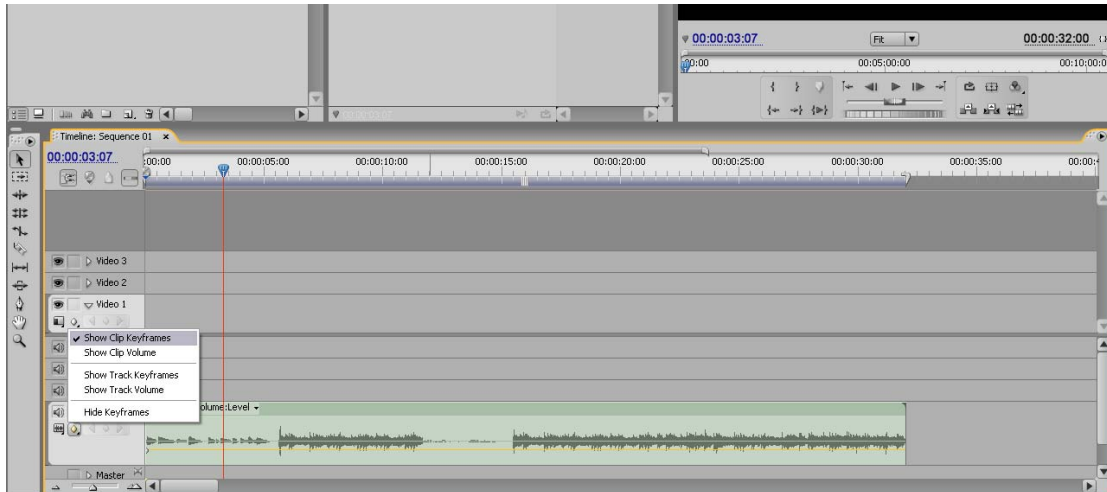 00:00:03:07
Fit
00:00:32:00
00:00
00:05:00:00
00:10:00:0
Timeline: Sequence 01
00:00:03:07
:00:00
00:00:05:00
00:00:10:00
00:00:15:00
00:00:20:00
00:00:25:00
00:00:30:00
00:00:35:00
00:00:
Video 3
Video 2
Video 1
Show Clip Keyframes
Show Clip Volume
Show Track Keyframes
Show Track Volume
Hide Keyframes
olume:Level
Master